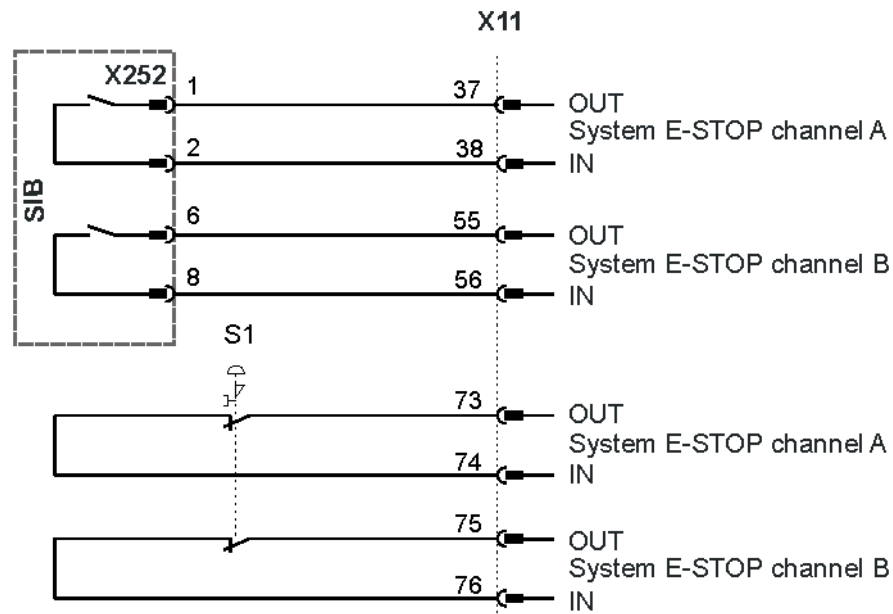 X11
X252
1
37
OUT
System E-STOP channel A
2
38
IN
SIB
6
55
OUT
System E-STOP channel B
8
56
IN
S1
73
OUT
System E-STOP channel A
74
IN
75
OUT
System E-STOP channel B
76
IN